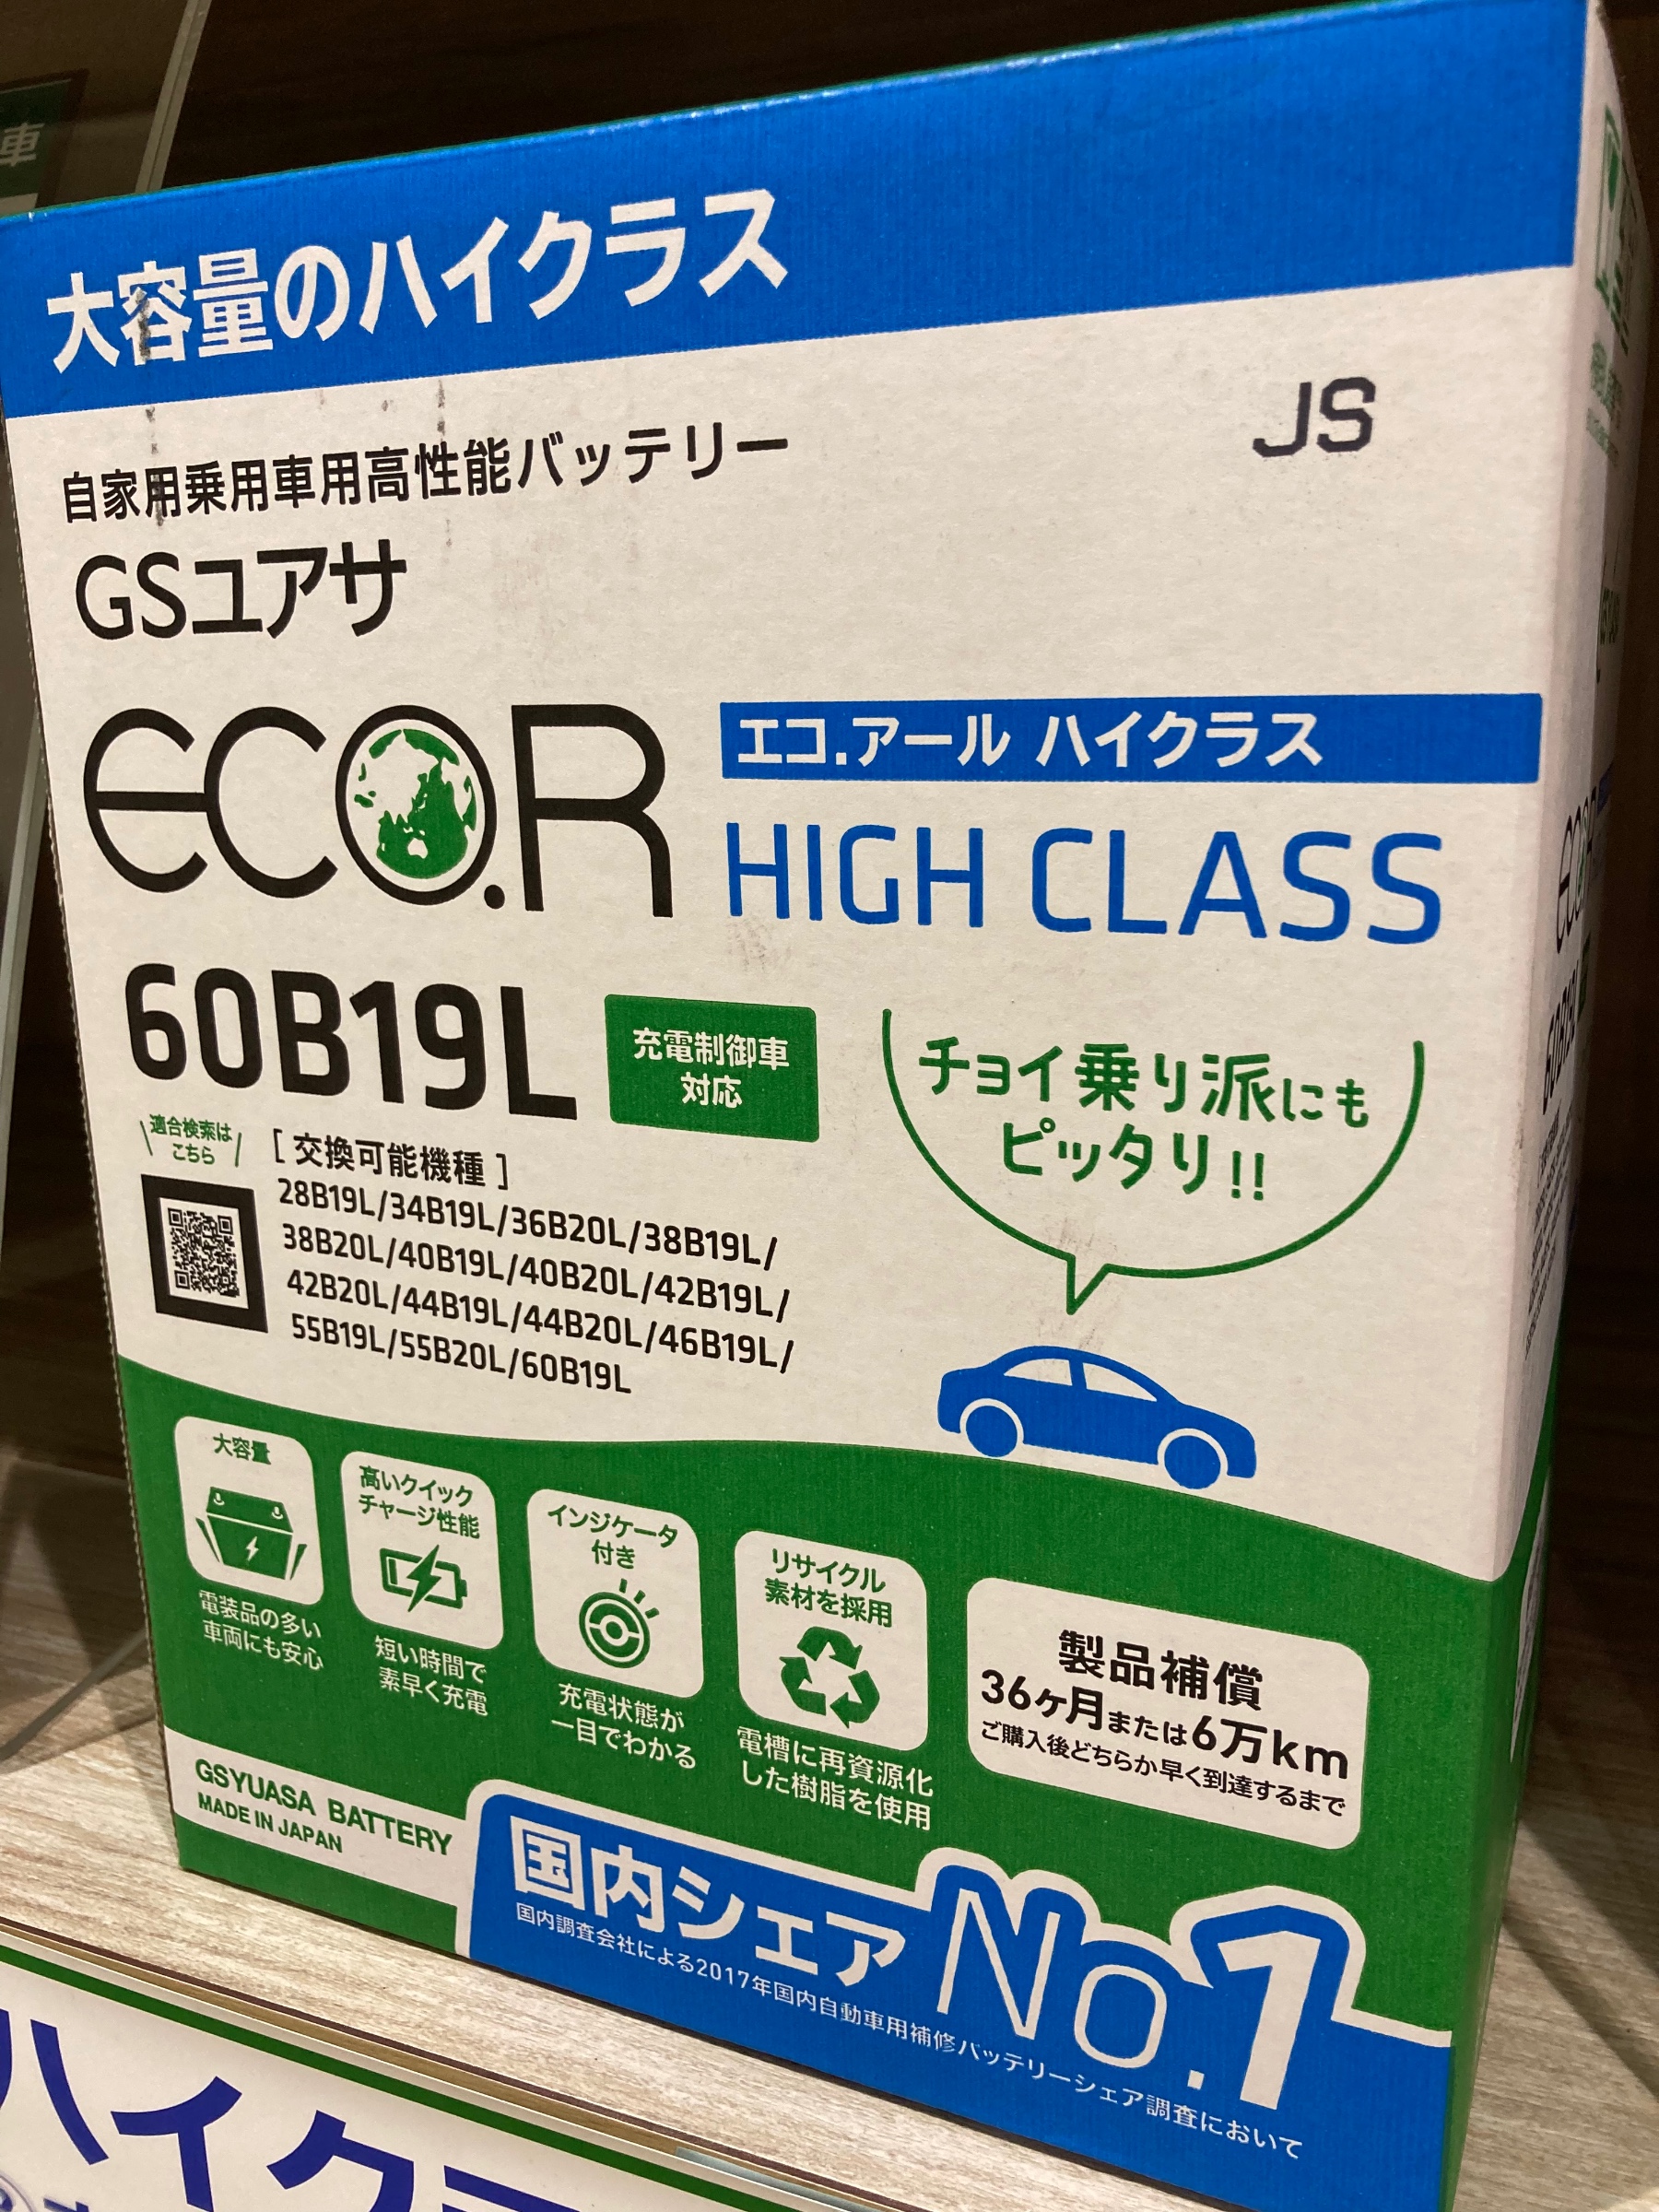 車
大容量のハイクラス
JS
自家用乗用車用高性能バッテリー
GSユアサ
eco.R
エコ.アール ハイクラス
HIGH CLASS
60B19L
充電制御車
対応
チョイ乗り派にも
ピッタリ!!
適合検索は
こちら
[ 交換可能機種 ]
28B19L/34B19L/36B20L/38B19L/
38B20L/40B19L/40B20L/42B19L/
42B20L/44B19L/44B20L/46B19L/
55B19L/55B20L/60B19L
大容量
電装品の多い
車両にも安心
高いクイック
チャージ性能
短い時間で
素早く充電
インジケータ
付き
充電状態が
一目でわかる
リサイクル
素材を採用
電槽に再資源化
した樹脂を使用
製品補償
36ヶ月または6万km
ご購入後どちらか早く到達するまで
GSYUASA BATTERY
MADE IN JAPAN
国内シェア No.1
国内調査会社による2017年国内自動車用補修バッテリーシェア調査において
ハイク